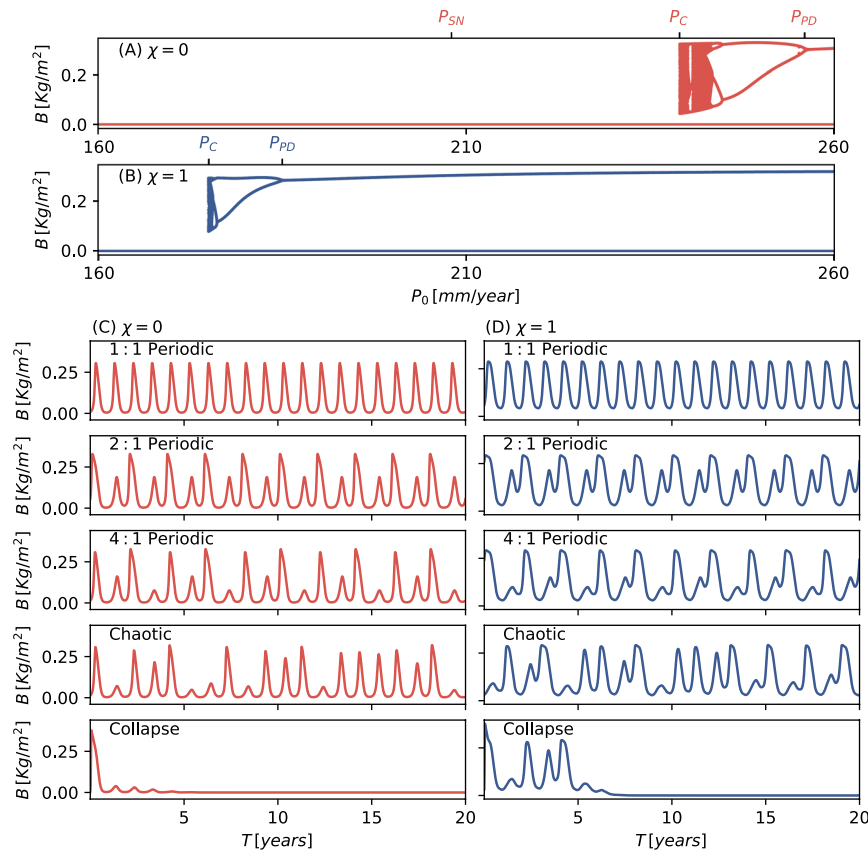 P_SN P_C P_PD
(A) χ = 0
B [Kg/m²]
0.2
0.0
160 210 260
P_C P_PD
(B) χ = 1
B [Kg/m²]
0.2
0.0
160 210 260
P₀ [mm/year]
(C) χ = 0
1 : 1 Periodic
B [Kg/m²]
0.25
0.00
2 : 1 Periodic
B [Kg/m²]
0.25
0.00
4 : 1 Periodic
B [Kg/m²]
0.25
0.00
Chaotic
B [Kg/m²]
0.25
0.00
Collapse
B [Kg/m²]
0.25
0.00
5 10 15 20
T [years]
(D) χ = 1
1 : 1 Periodic
2 : 1 Periodic
4 : 1 Periodic
Chaotic
Collapse
5 10 15 20
T [years]